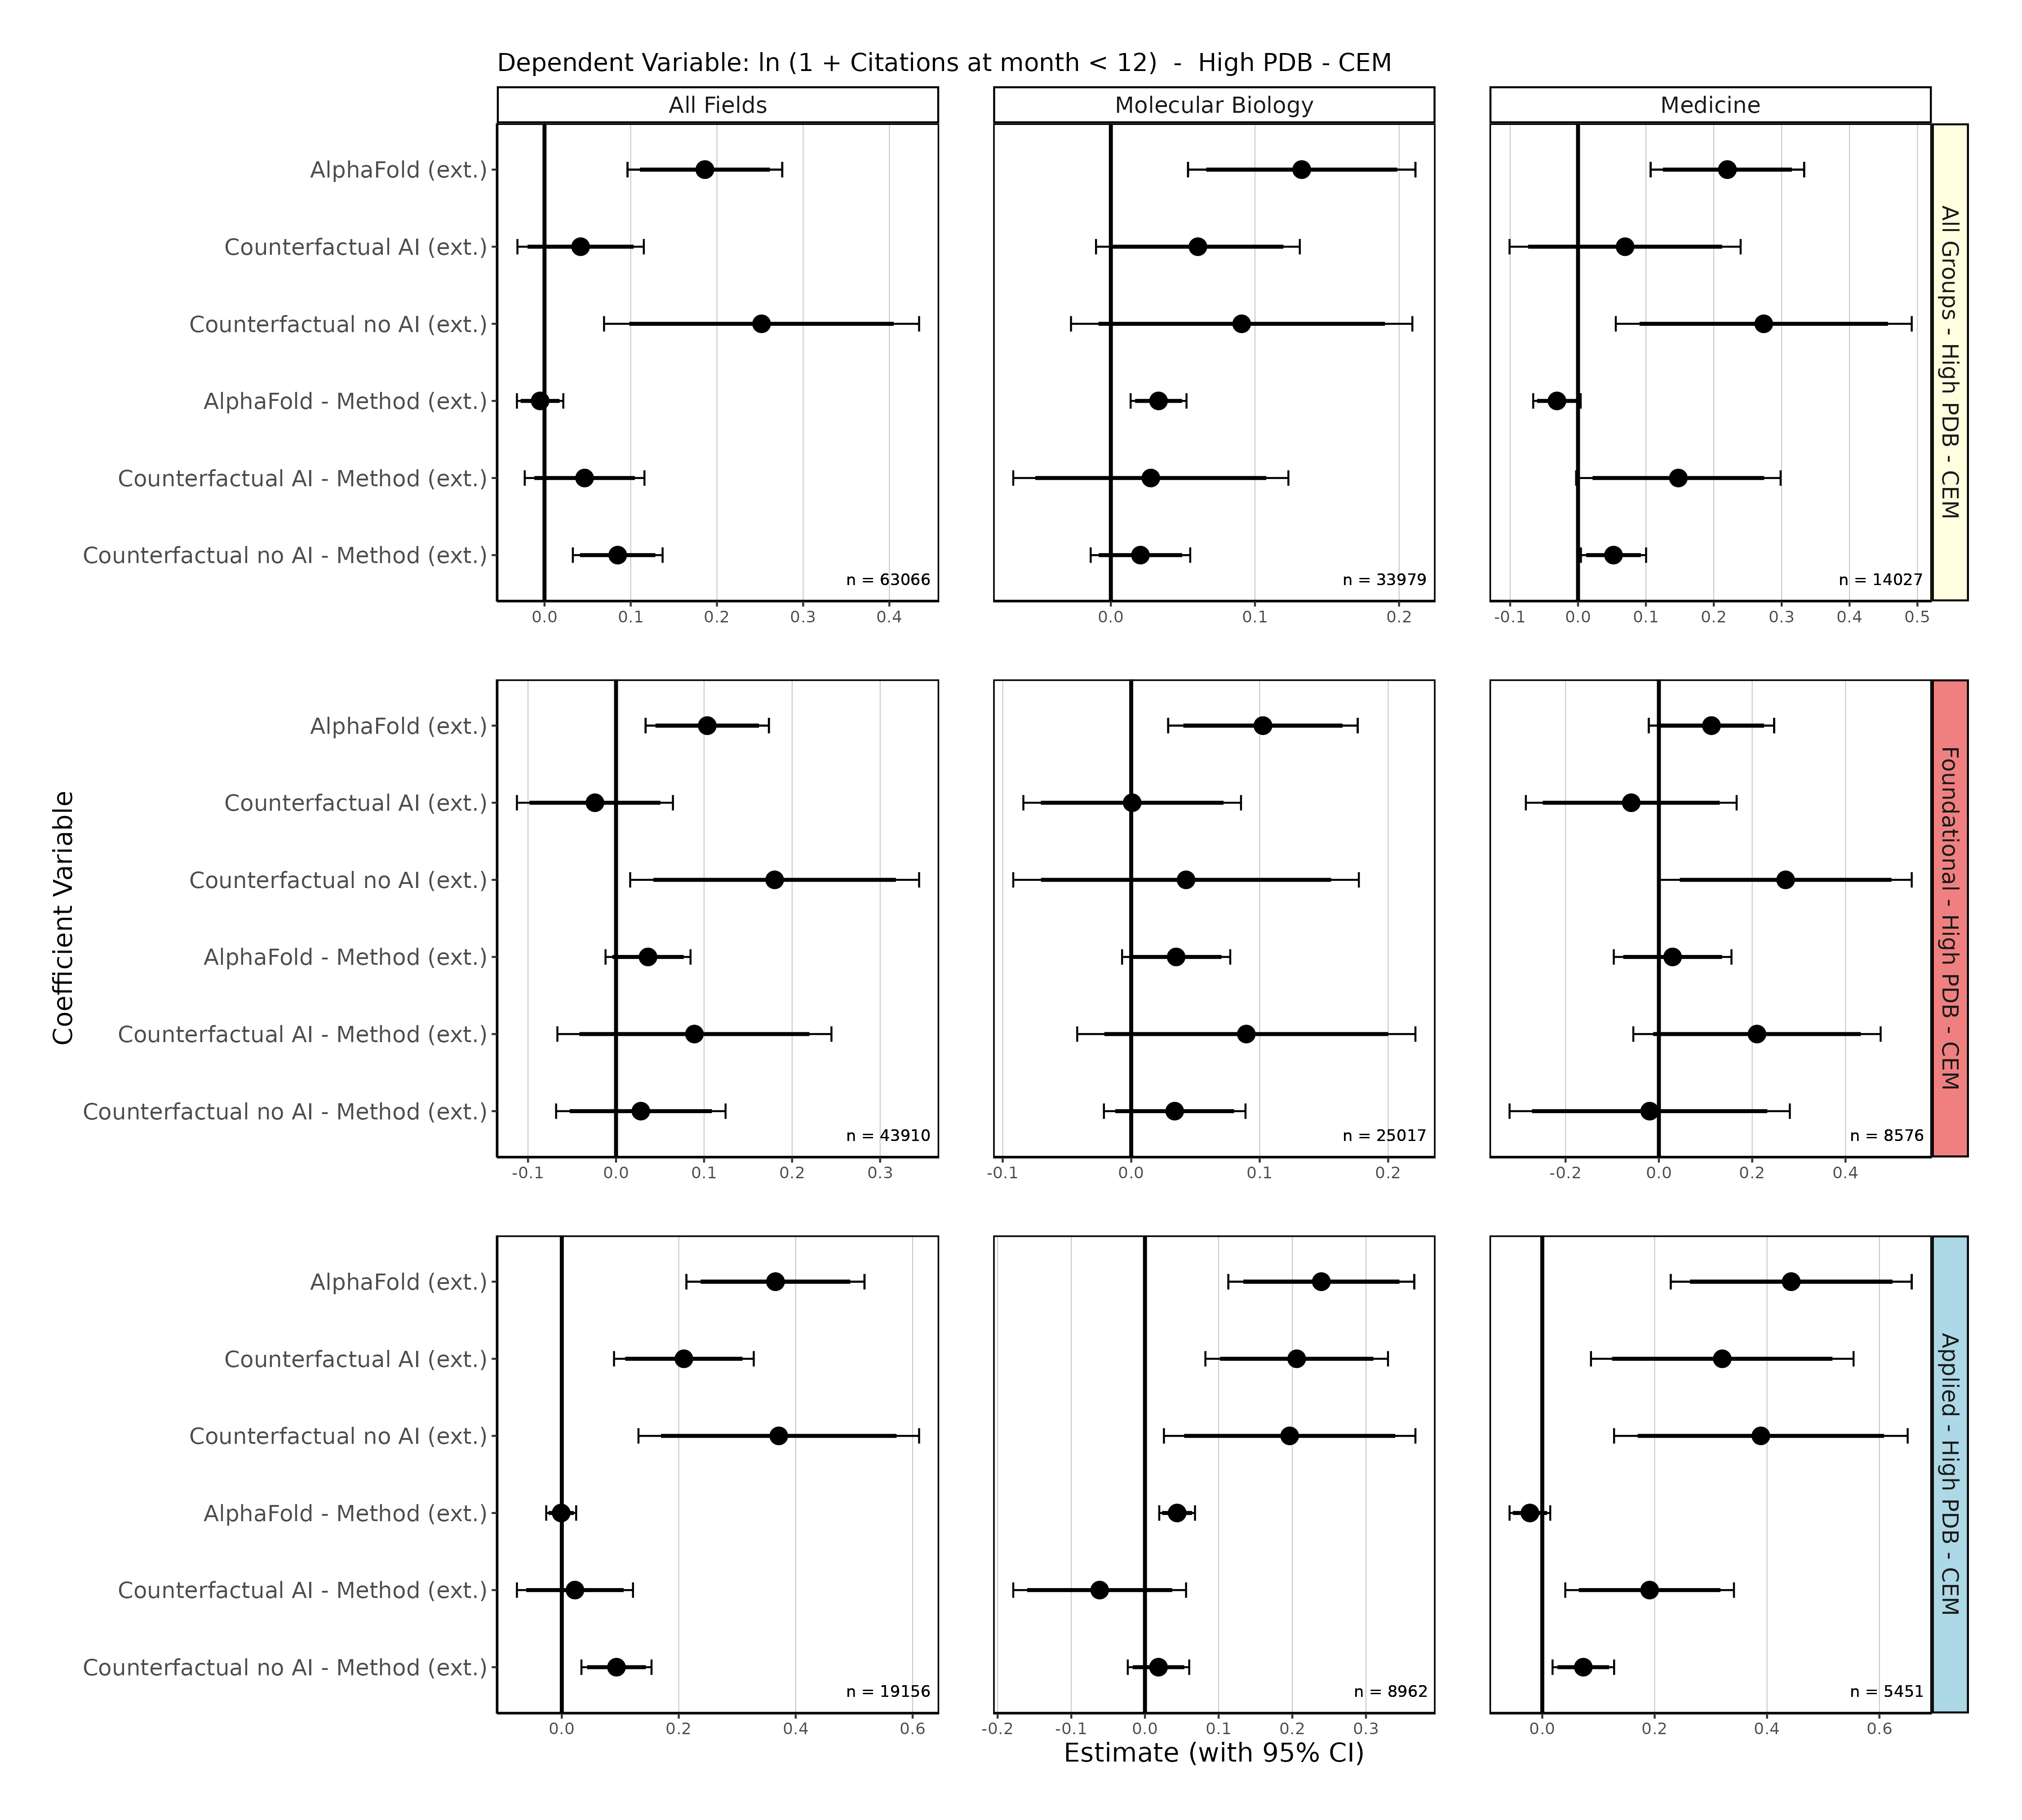 Dependent Variable: ln (1 + Citations at month < 12)  -  High PDB - CEM
All Fields
Molecular Biology
Medicine
AlphaFold (ext.)
Counterfactual AI (ext.)
Counterfactual no AI (ext.)
AlphaFold - Method (ext.)
Counterfactual AI - Method (ext.)
Counterfactual no AI - Method (ext.)
n = 63066
n = 33979
n = 14027
0.0 0.1 0.2 0.3 0.4
0.0 0.1 0.2
-0.1 0.0 0.1 0.2 0.3 0.4 0.5
All Groups - High PDB - CEM
Coefficient Variable
AlphaFold (ext.)
Counterfactual AI (ext.)
Counterfactual no AI (ext.)
AlphaFold - Method (ext.)
Counterfactual AI - Method (ext.)
Counterfactual no AI - Method (ext.)
n = 43910
n = 25017
n = 8576
-0.1 0.0 0.1 0.2 0.3
-0.1 0.0 0.1 0.2
-0.2 0.0 0.2 0.4
Foundational - High PDB - CEM
AlphaFold (ext.)
Counterfactual AI (ext.)
Counterfactual no AI (ext.)
AlphaFold - Method (ext.)
Counterfactual AI - Method (ext.)
Counterfactual no AI - Method (ext.)
n = 19156
n = 8962
n = 5451
0.0 0.2 0.4 0.6
-0.2 -0.1 0.0 0.1 0.2 0.3
0.0 0.2 0.4 0.6
Applied - High PDB - CEM
Estimate (with 95% CI)